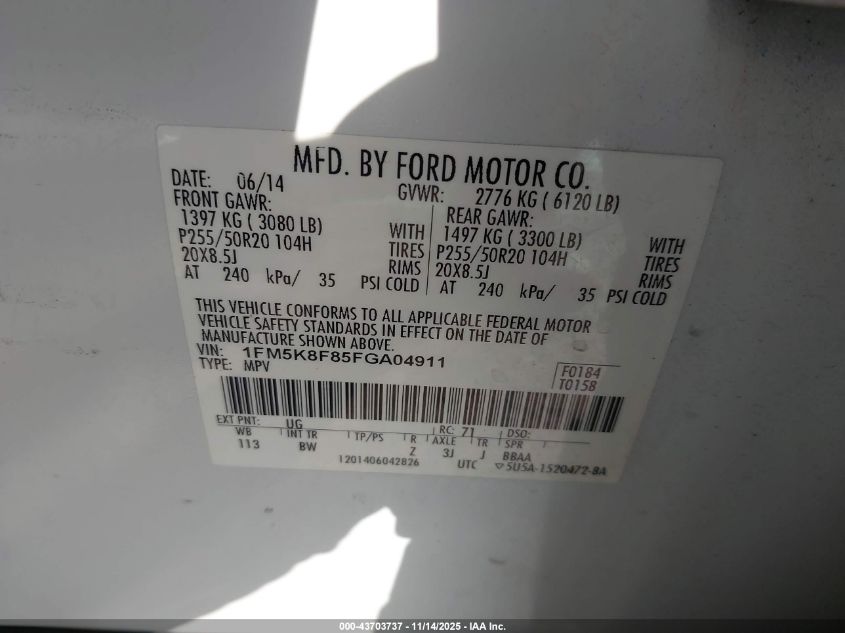 MFD. BY FORD MOTOR CO.
DATE: 06/14 GVWR: 2776 KG ( 6120 LB)
FRONT GAWR: REAR GAWR:
1397 KG ( 3080 LB) WITH 1497 KG ( 3300 LB) WITH
P255/50R20 104H TIRES P255/50R20 104H TIRES
20X8.5J RIMS 20X8.5J RIMS
AT 240 kPa/ 35 PSI COLD AT 240 kPa/ 35 PSI COLD
THIS VEHICLE CONFORMS TO ALL APPLICABLE FEDERAL MOTOR
VEHICLE SAFETY STANDARDS IN EFFECT ON THE DATE OF
MANUFACTURE SHOWN ABOVE.
VIN: 1FM5K8F85FGA04911
TYPE: MPV
F0184
T0158
EXT PNT: UG RC: 71 DSO:
WB INT TR TP/PS R AXLE TR SPR
113 BW Z 3J J BBAA
1201406042826 UTC ▽5U5A-1520472-BA
000-43703737 - 11/14/2025 - IAA Inc.